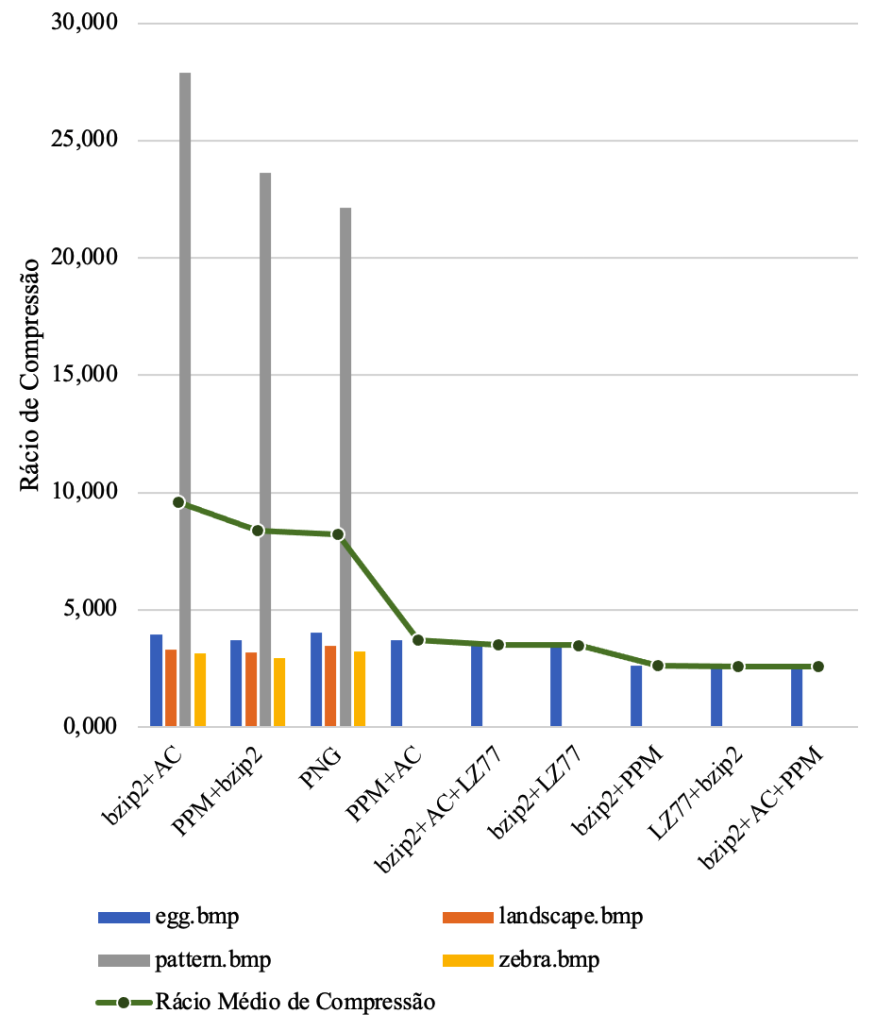 30,000
25,000
20,000
15,000
10,000
5,000
0,000
Rácio de Compressão
bzip2+AC
PPM+bzip2
PNG
PPM+AC
bzip2+AC+LZ77
bzip2+LZ77
bzip2+PPM
LZ77+bzip2
bzip2+AC+PPM
egg.bmp
landscape.bmp
pattern.bmp
zebra.bmp
Rácio Médio de Compressão